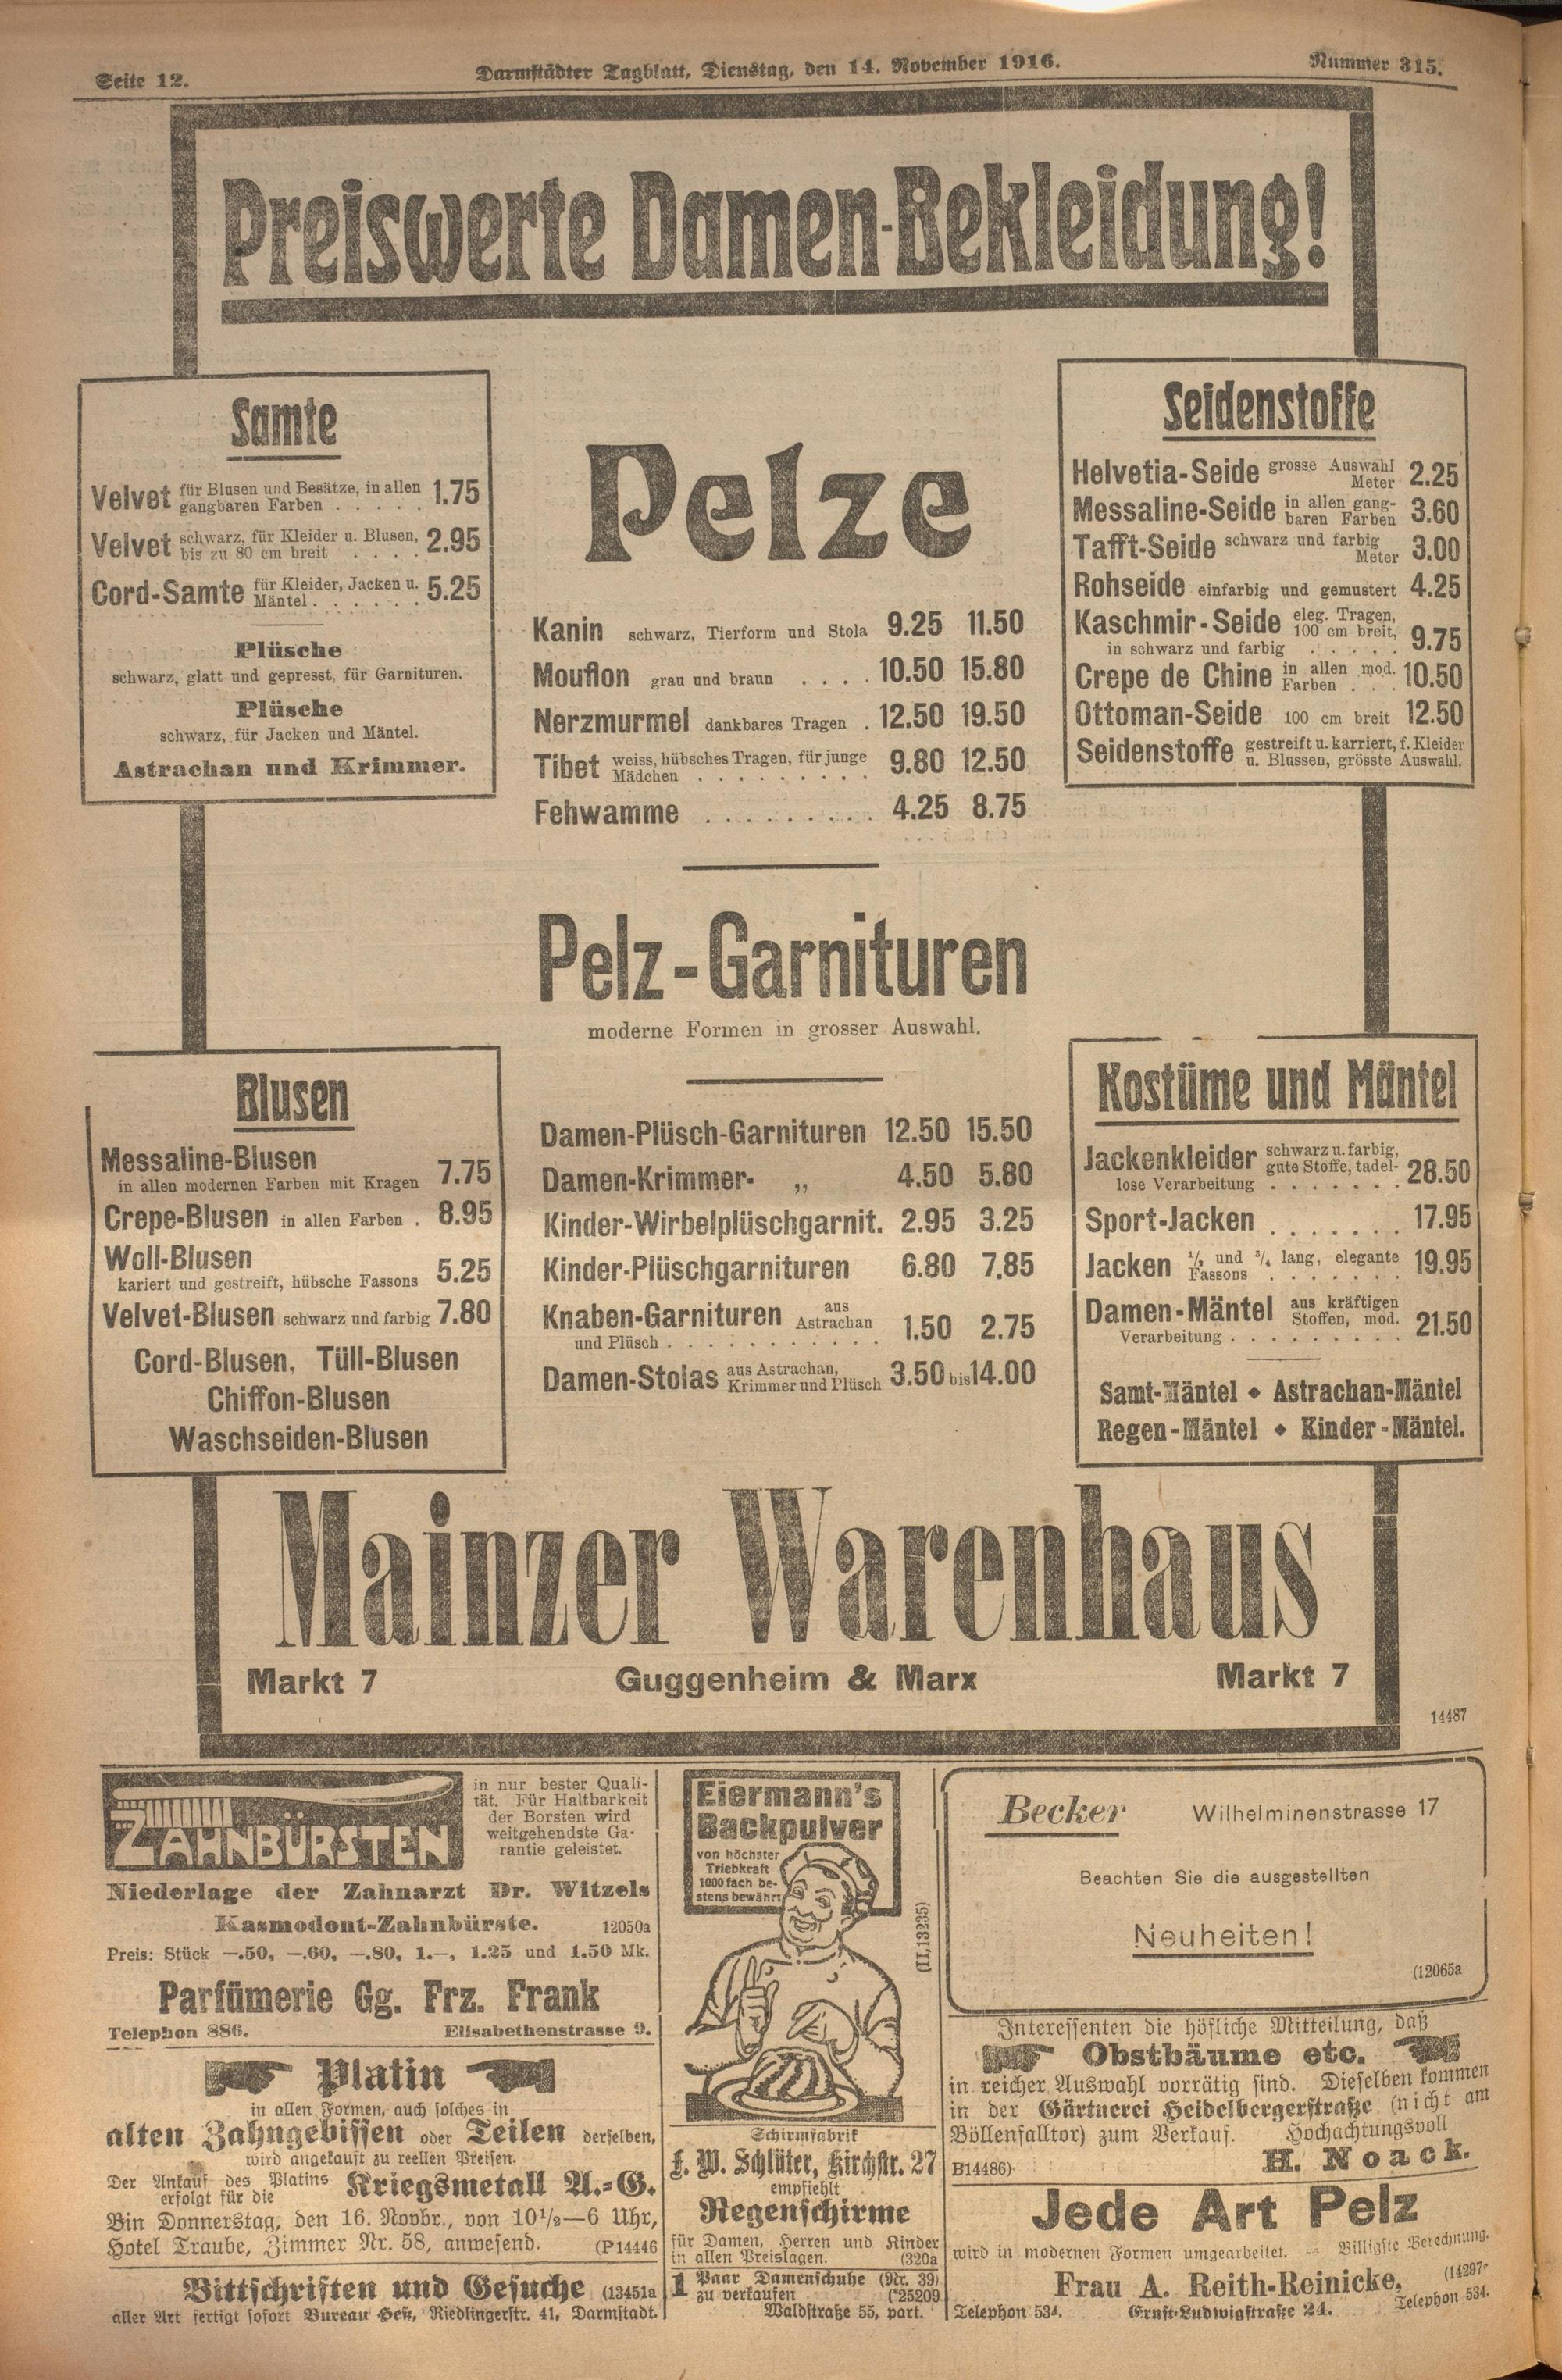 Seite 12.
Darmstädter Tagblatt, Dienstag, den 14. November 1916.
Nummer 315.
Preiswerte Damen-Bekleidung!
Samte
Velvet für Blusen und Besätze, in allen
gangbaren Farben . . . . . 1.75
Velvet schwarz, für Kleider u. Blusen,
bis zu 80 cm breit . . . . 2.95
Cord-Samte für Kleider, Jacken u.
Mäntel . . . . . . 5.25
Plüsche
schwarz, glatt und gepresst, für Garnituren.
Plüsche
schwarz, für Jacken und Mäntel.
Astrachan und Krimmer.
Pelze
Kanin schwarz, Tierform und Stola 9.25 11.50
Mouflon grau und braun . . . . 10.50 15.80
Nerzmurmel dankbares Tragen . 12.50 19.50
Tibet weiss, hübsches Tragen, für junge
Mädchen . . . . . . . . . 9.80 12.50
Fehwamme . . . . . . . . . 4.25 8.75
Seidenstoffe
Helvetia-Seide grosse Auswahl
Meter 2.25
Messaline-Seide in allen gang-
baren Farben 3.60
Tafft-Seide schwarz und farbig
Meter 3.00
Rohseide einfarbig und gemustert 4.25
Kaschmir-Seide eleg. Tragen,
100 cm breit,
in schwarz und farbig . . . . . 9.75
Crepe de Chine in allen mod.
Farben . . . 10.50
Ottoman-Seide 100 cm breit 12.50
Seidenstoffe gestreift u. karriert, f. Kleider
u. Blussen, grösste Auswahl.
Pelz-Garnituren
moderne Formen in grosser Auswahl.
Damen-Plüsch-Garnituren 12.50 15.50
Damen-Krimmer- „ 4.50 5.80
Kinder-Wirbelplüschgarnit. 2.95 3.25
Kinder-Plüschgarnituren 6.80 7.85
Knaben-Garnituren aus
Astrachan
und Plüsch . . . . . . . . . . . 1.50 2.75
Damen-Stolas aus Astrachan,
Krimmer und Plüsch 3.50 bis 14.00
Blusen
Messaline-Blusen
in allen modernen Farben mit Kragen 7.75
Crepe-Blusen in allen Farben . 8.95
Woll-Blusen
kariert und gestreift, hübsche Fassons 5.25
Velvet-Blusen schwarz und farbig 7.80
Cord-Blusen, Tüll-Blusen
Chiffon-Blusen
Waschseiden-Blusen
Kostüme und Mäntel
Jackenkleider schwarz u. farbig,
gute Stoffe, tadel-
lose Verarbeitung . . . . . . . 28.50
Sport-Jacken . . . . . . . 17.95
Jacken und ³/₄ lang, elegante
Fassons . . . . . . . 19.95
Damen-Mäntel aus kräftigen
Stoffen, mod.
Verarbeitung . . . . . . . . . 21.50
Samt-Mäntel ◆ Astrachan-Mäntel
Regen-Mäntel ◆ Kinder-Mäntel.
Mainzer Warenhaus
Markt 7 Guggenheim & Marx Markt 7
14487
ZAHNBÜRSTEN
in nur bester Quali-
tät. Für Haltbarkeit
der Borsten wird
weitgehendste Ga-
rantie geleistet.
Niederlage der Zahnarzt Dr. Witzels
Kasmodont-Zahnbürste. 12050a
Preis: Stück —.50, —.60, —.80, 1.—, 1.25 und 1.50 Mk.
Parfümerie Gg. Frz. Frank
Telephon 886. Elisabethenstrasse 9.
Platin
in allen Formen, auch solches in
alten Zahngebissen oder Teilen derselben,
wird angekauft zu reellen Preisen.
Der Ankauf des Platins
erfolgt für die Kriegsmetall A.-G.
Bin Donnerstag, den 16. Novbr., von 10½—6 Uhr,
Hotel Traube, Zimmer Nr. 58, anwesend. (P14446
Bittschriften und Gesuche (13451a
aller Art fertigt sofort Bureau Heß, Riedlingerstr. 41, Darmstadt.
Eiermann's
Backpulver
von höchster
Triebkraft
1000fach be-
stens bewährt
(II,13235)
Schirmfabrik
F. W. Schlüter, Kirchstr. 27
empfiehlt
Regenschirme
für Damen, Herren und Kinder
in allen Preislagen. (320a
1 Paar Damenschuhe (Nr. 39)
zu verkaufen (*25209
Waldstraße 55, part.
Becker Wilhelminenstrasse 17
Beachten Sie die ausgestellten
Neuheiten!
(12065a
Interessenten die höfliche Mitteilung, daß
Obstbäume etc.
in reicher Auswahl vorrätig sind. Dieselben kommen
in der Gärtnerei Heidelbergerstraße (nicht am
Böllenfalltor) zum Verkauf. Hochachtungsvoll
B14486) H. Noack.
Jede Art Pelz
wird in modernen Formen umgearbeitet. — Billigste Berechnung.
Frau A. Reith-Reinicke, (14297
Telephon 534. Ernst-Ludwigstraße 24. Telephon 534.